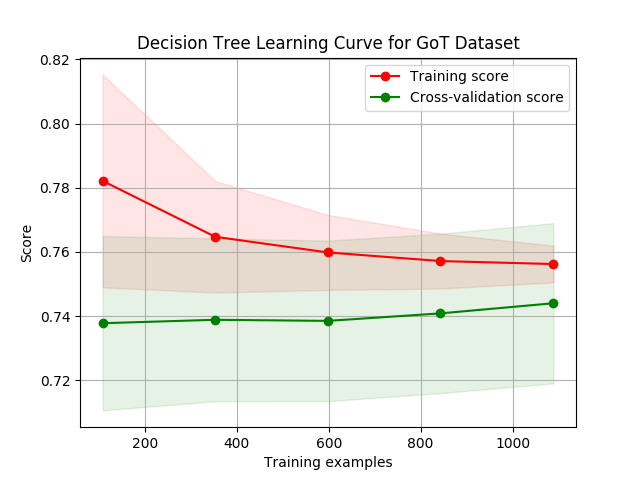 Decision Tree Learning Curve for GoT Dataset
Training score
Cross-validation score
0.82
0.80
0.78
0.76
0.74
0.72
Score
200
400
600
800
1000
Training examples